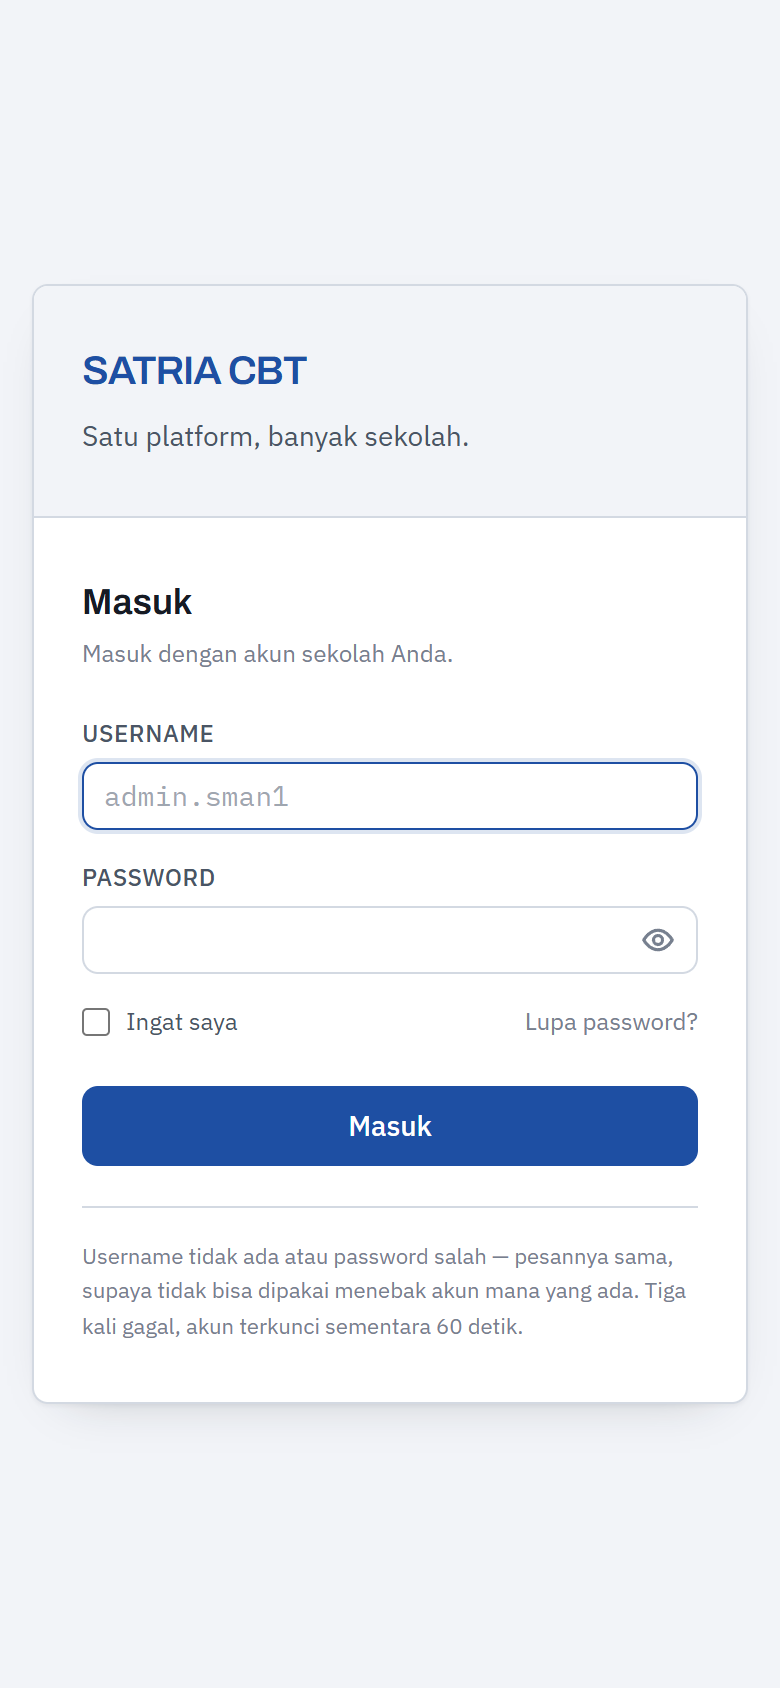 SATRIA CBT
Satu platform, banyak sekolah.
Masuk
Masuk dengan akun sekolah Anda.
USERNAME
admin.sman1
PASSWORD
Ingat saya
Lupa password?
Masuk
Username tidak ada atau password salah — pesannya sama,
supaya tidak bisa dipakai menebak akun mana yang ada. Tiga
kali gagal, akun terkunci sementara 60 detik.